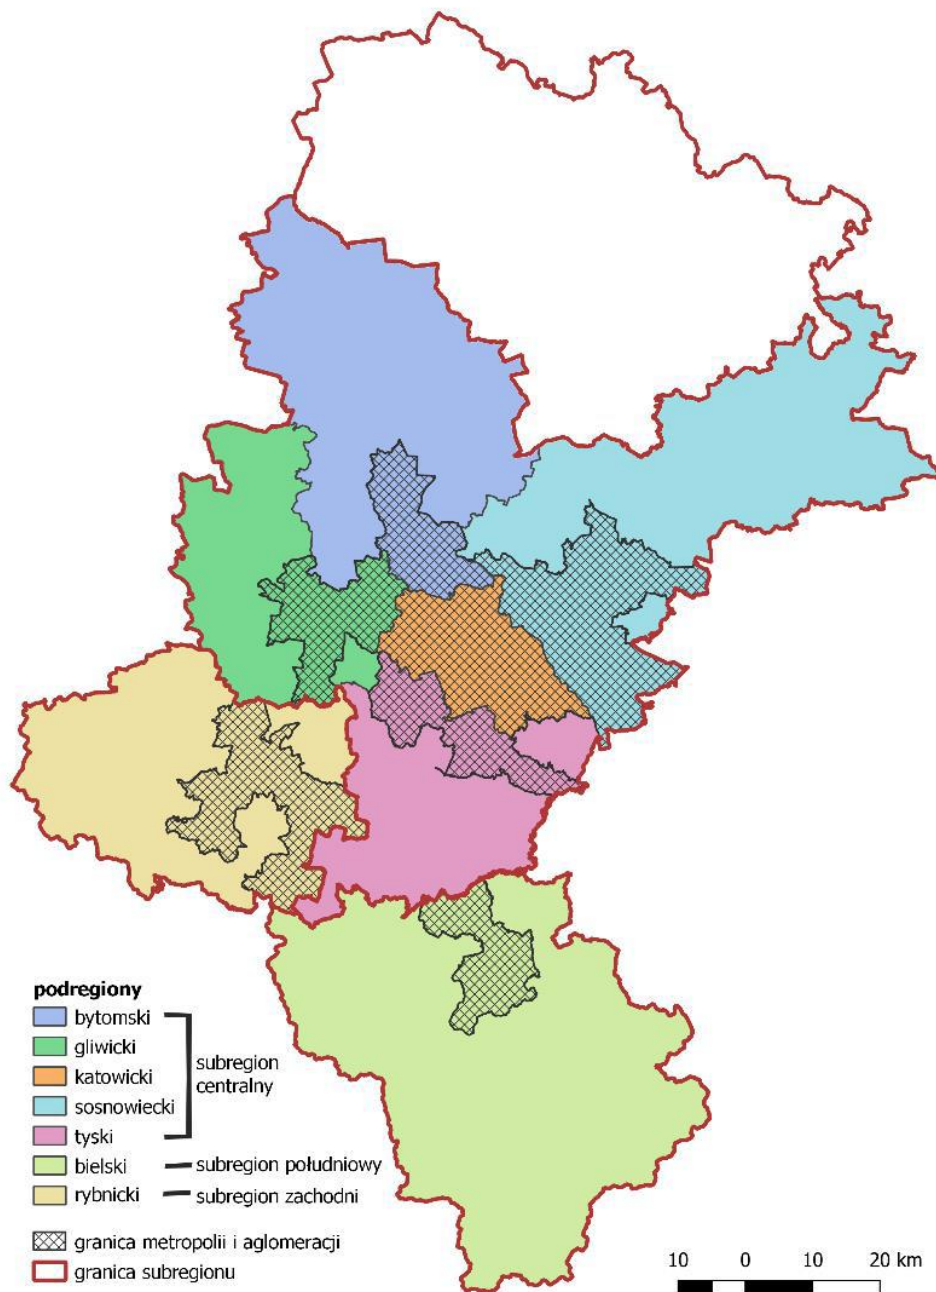 podregiony
bytomski
gliwicki
katowicki
sosnowiecki
tyski
bielski
rybnicki
subregion
centralny
subregion południowy
subregion zachodni
granica metropolii i aglomeracji
granica subregionu
10 0 10 20 km